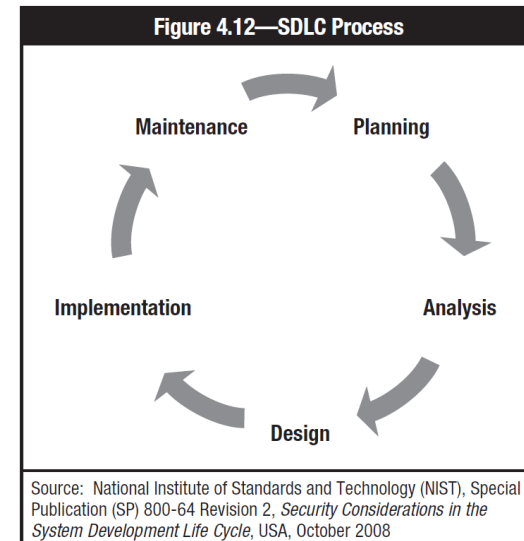 Figure 4.12—SDLC Process
Maintenance
Planning
Implementation
Analysis
Design
Source: National Institute of Standards and Technology (NIST), Special
Publication (SP) 800-64 Revision 2, Security Considerations in the
System Development Life Cycle, USA, October 2008